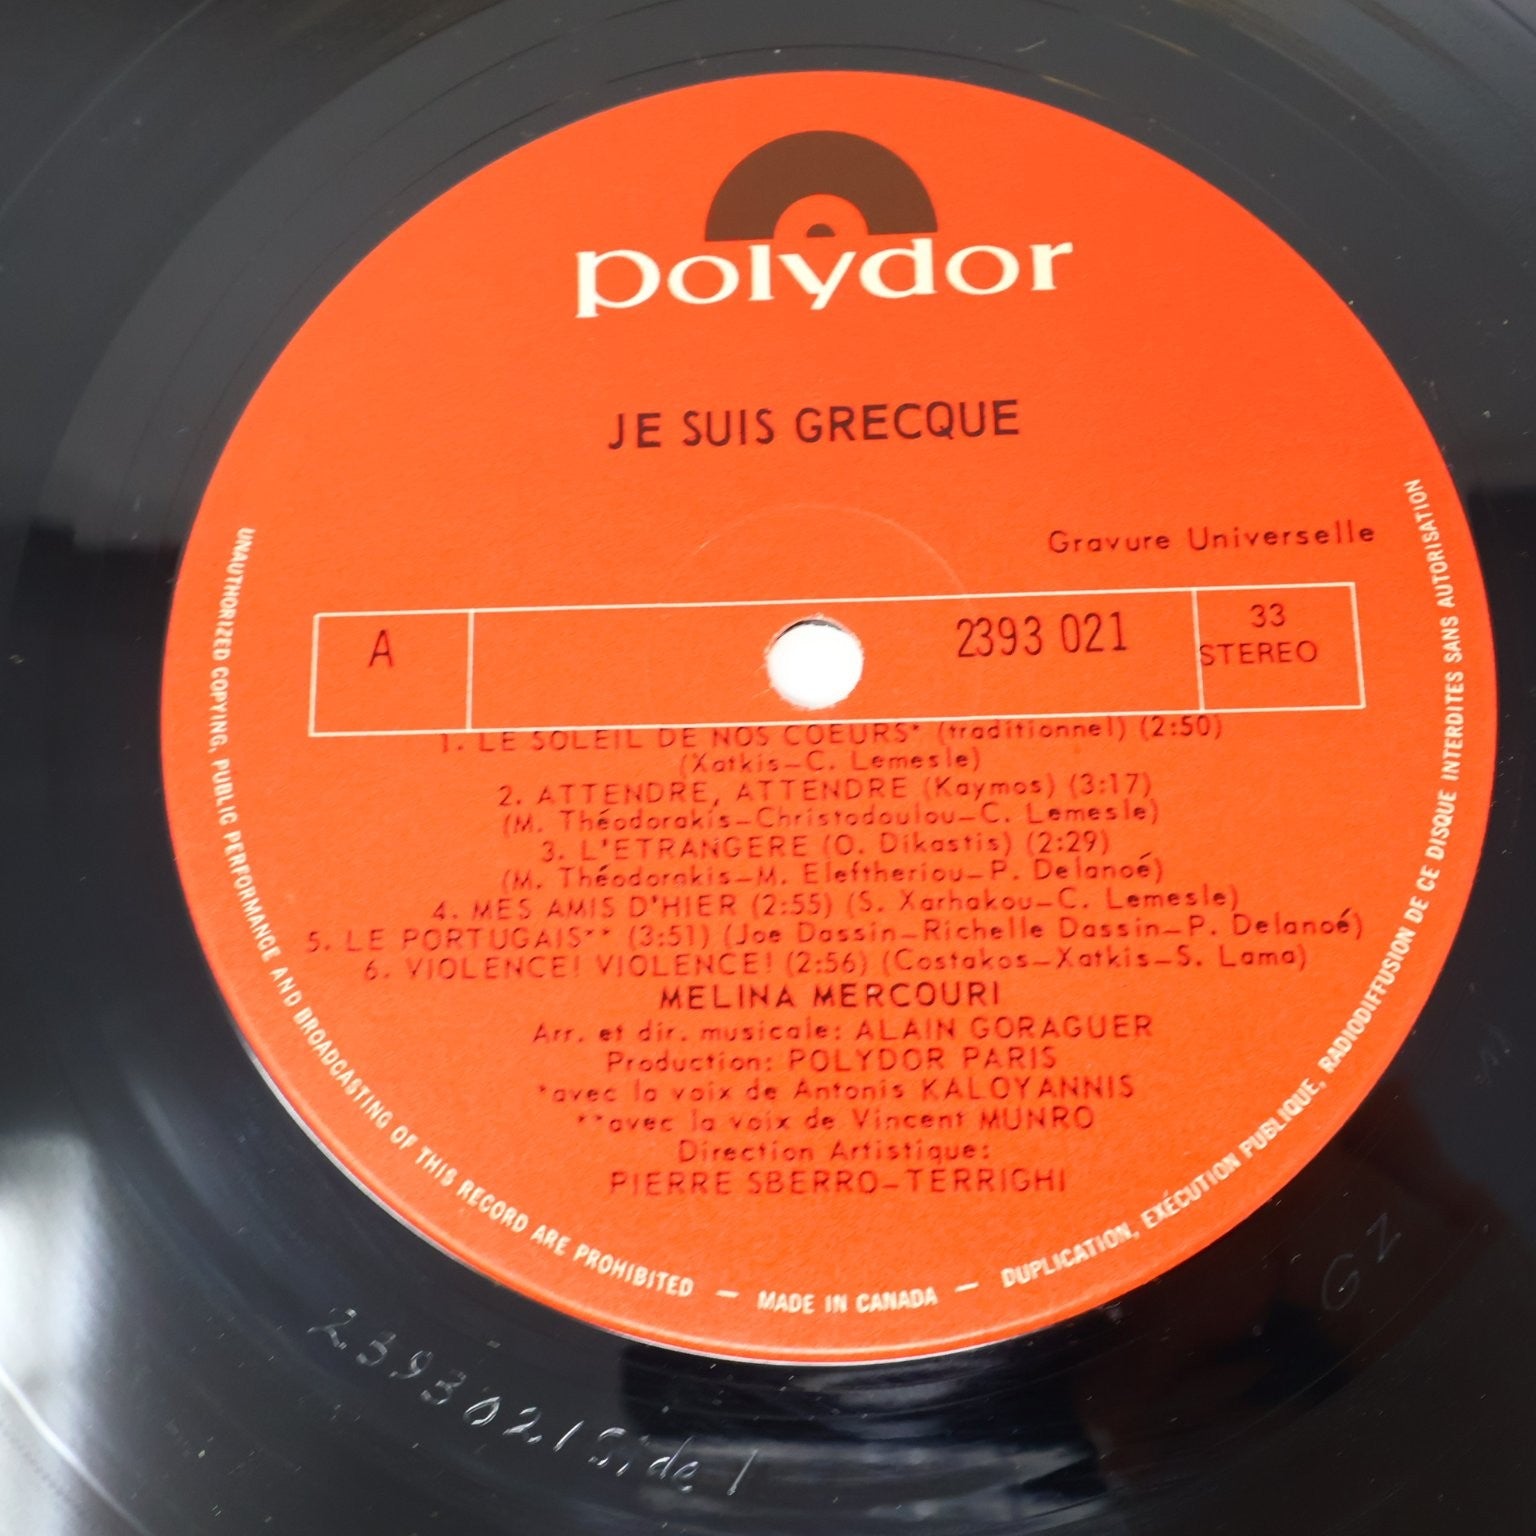 polydor
JE SUIS GRECQUE
Gravure Universelle
A
2393 021
33
STEREO
1. LE SOLEIL DE NOS COEURS* (traditionnel) (2:50)
(Xatkis-C. Lemesle)
2. ATTENDRE, ATTENDRE (Kaymos) (3:17)
(M. Théodorakis-Christodoulou-C. Lemesle)
3. L'ETRANGERE (O. Dikastis) (2:29)
(M. Théodorakis-M. Eleftheriou-P. Delanoé)
4. MES AMIS D'HIER (2:55) (S. Xarhakou-C. Lemesle)
5. LE PORTUGAIS** (3:51) (Joe Dassin-Richelle Dassin-P. Delanoé)
6. VIOLENCE! VIOLENCE! (2:56) (Costakos-Xatkis-S. Lama)
MELINA MERCOURI
Arr. et dir. musicale: ALAIN GORAGUER
Production: POLYDOR PARIS
*avec la voix de Antonis KALOYANNIS
**avec la voix de Vincent MUNRO
Direction Artistique:
PIERRE SBERRO-TERRIGHI
UNAUTHORIZED COPYING, PUBLIC PERFORMANCE AND BROADCASTING OF THIS RECORD ARE PROHIBITED — MADE IN CANADA — DUPLICATION, EXÉCUTION PUBLIQUE, RADIODIFFUSION DE CE DISQUE INTERDITES SANS AUTORISATION
2393021 Side 1
GZ